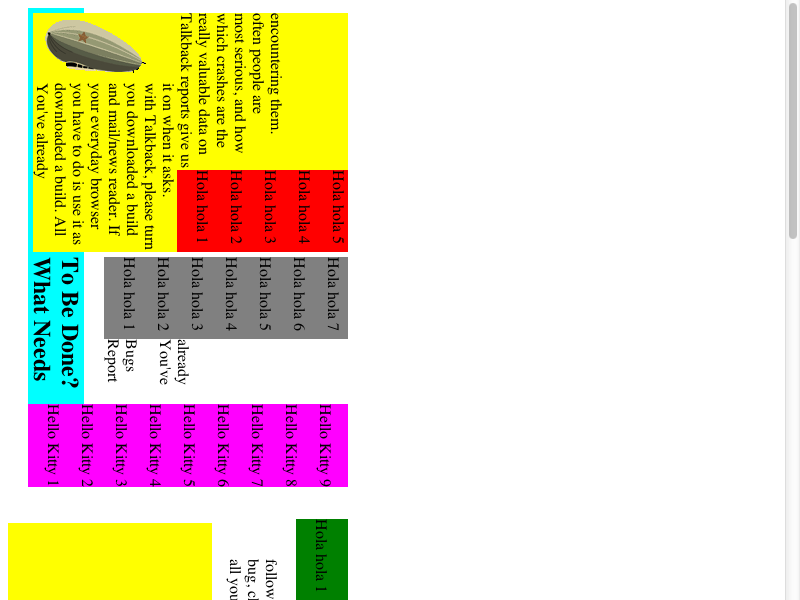 You've already
downloaded a build. All
you have to do is use it as
your everyday browser
and mail/news reader. If
you downloaded a build
with Talkback, please turn
it on when it asks.
Talkback reports give us
really valuable data on
which crashes are the
most serious, and how
often people are
encountering them.
Hola hola 1
Hola hola 2
Hola hola 3
Hola hola 4
Hola hola 5
What Needs
To Be Done?
Hola hola 1
Hola hola 2
Hola hola 3
Hola hola 4
Hola hola 5
Hola hola 6
Hola hola 7
Report
Bugs
You've
already
Hello Kitty 1
Hello Kitty 2
Hello Kitty 3
Hello Kitty 4
Hello Kitty 5
Hello Kitty 6
Hello Kitty 7
Hello Kitty 8
Hello Kitty 9
all you
bug,
follow
Hola hola 1